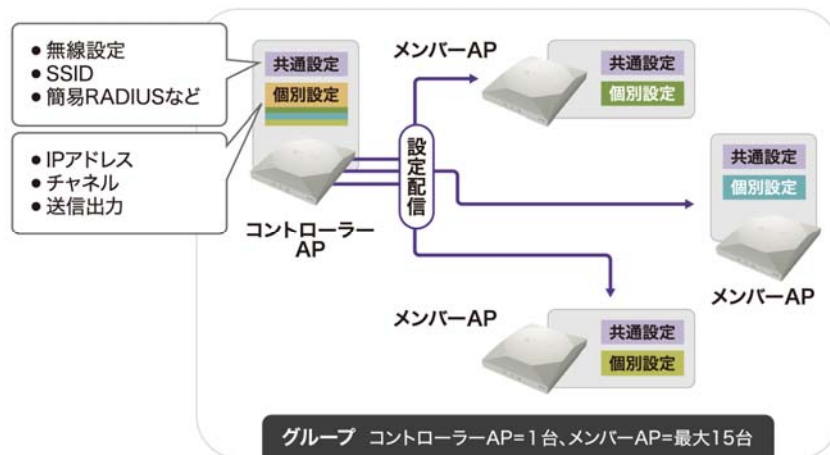 ● 無線設定
● SSID
● 簡易RADIUSなど
● IPアドレス
● チャネル
● 送信出力
共通設定
個別設定
コントローラー
AP
設定配信
メンバーAP
共通設定
個別設定
共通設定
個別設定
メンバーAP
メンバーAP
共通設定
個別設定
グループ コントローラーAP=1台、メンバーAP=最大15台